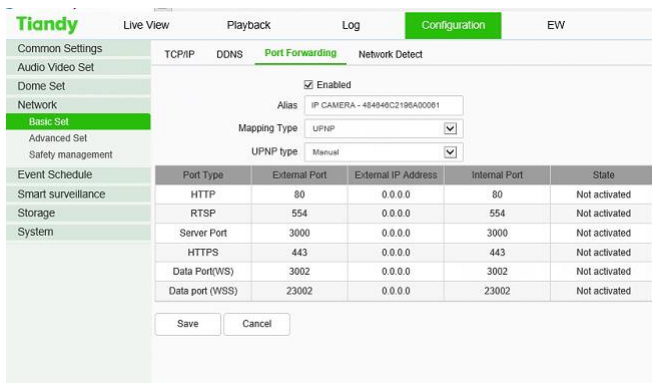 Tiandy Live View Playback Log Configuration EW
Common Settings
Audio Video Set
Dome Set
Network
Basic Set
Advanced Set
Safety management
Event Schedule
Smart surveillance
Storage
System
TCP/IP DDNS Port Forwarding Network Detect
Enabled
Alias IP CAMERA - 484646C2196A00061
Mapping Type UPNP
UPNP type Manual
Port Type External Port External IP Address Internal Port State
HTTP 80 0.0.0.0 80 Not activated
RTSP 554 0.0.0.0 554 Not activated
Server Port 3000 0.0.0.0 3000 Not activated
HTTPS 443 0.0.0.0 443 Not activated
Data Port(WS) 3002 0.0.0.0 3002 Not activated
Data port (WSS) 23002 0.0.0.0 23002 Not activated
Save Cancel